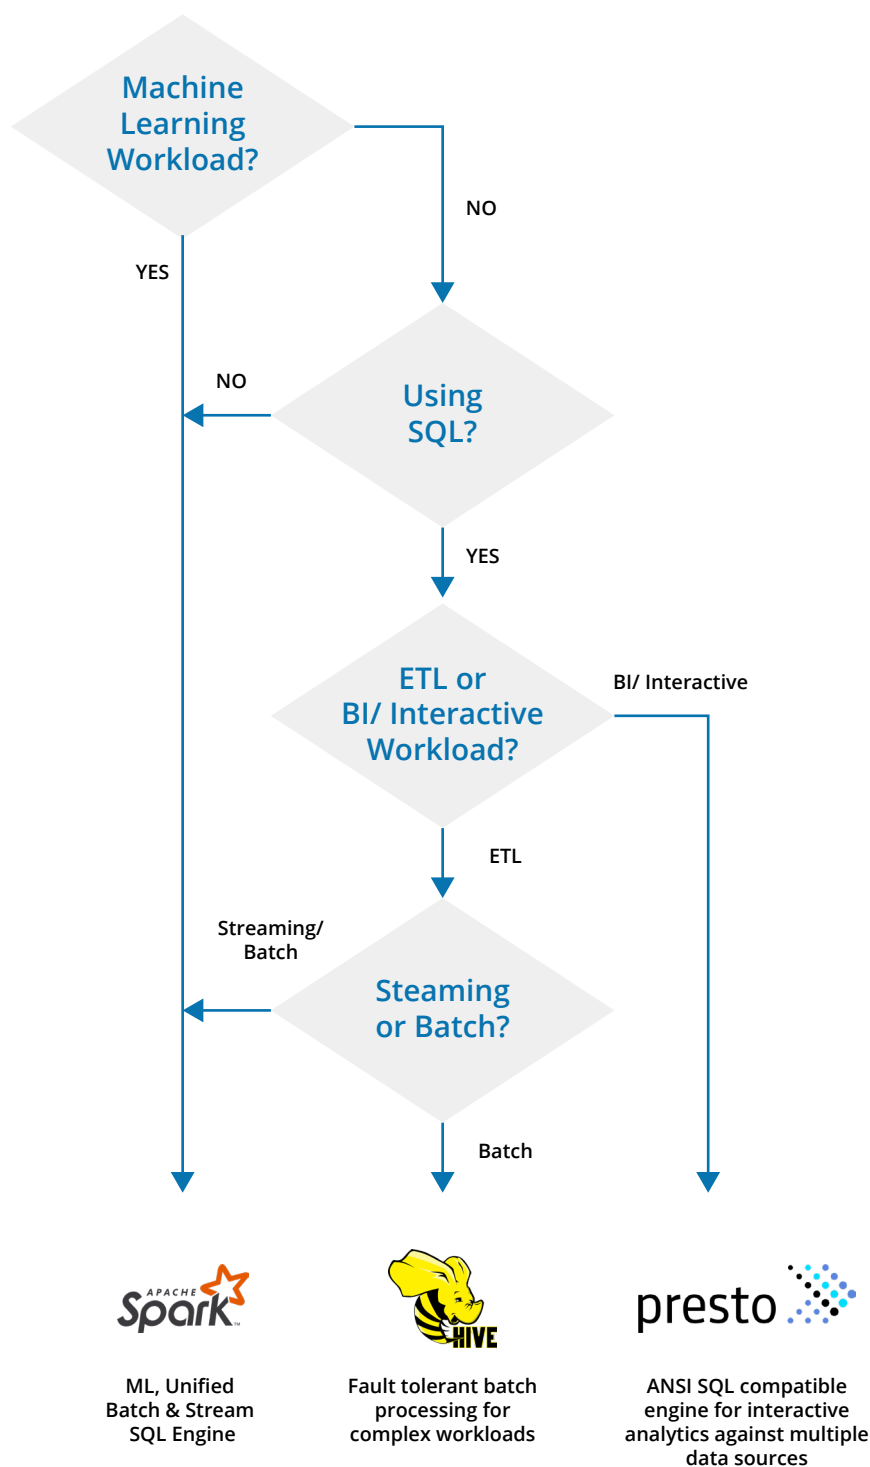 Machine
Learning
Workload?
NO
YES
NO
Using
SQL?
YES
ETL or
BI/ Interactive
Workload?
BI/ Interactive
ETL
Streaming/
Batch
Steaming
or Batch?
Batch
APACHE
Spark
TM
HIVE
presto
ML, Unified
Batch & Stream
SQL Engine
Fault tolerant batch
processing for
complex workloads
ANSI SQL compatible
engine for interactive
analytics against multiple
data sources